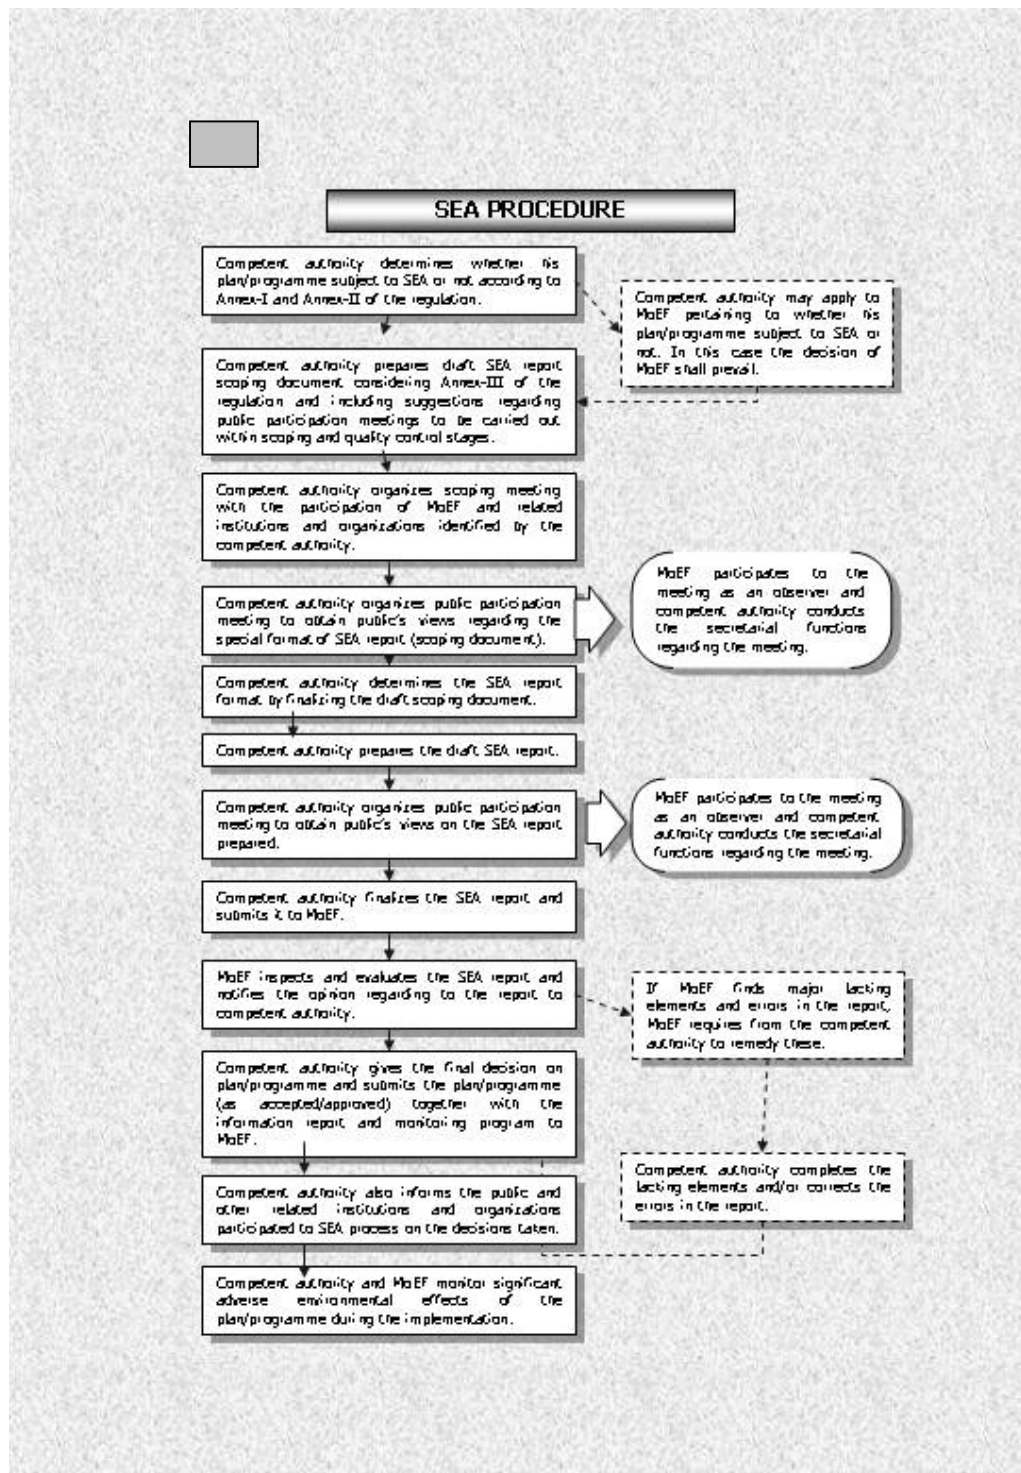 SEA PROCEDURE
Competent authority determines whether his
plan/programme subject to SEA or not according to
Annex-I and Annex-II of the regulation.
Competent authority may apply to
MoEF pertaining to whether his
plan/programme subject to SEA or
not. In this case the decision of
MoEF shall prevail.
Competent authority prepares draft SEA report
scoping document considering Annex-III of the
regulation and including suggestions regarding
public participation meetings to be carried out
within scoping and quality control stages.
Competent authority organizes scoping meeting
with the participation of MoEF and related
institutions and organizations identified by the
competent authority.
Competent authority organizes public participation
meeting to obtain public's views regarding the
special format of SEA report (scoping document).
MoEF participates to the
meeting as an observer and
competent authority conducts
the secretarial functions
regarding the meeting.
Competent authority determines the SEA report
format by finalizing the draft scoping document.
Competent authority prepares the draft SEA report.
Competent authority organizes public participation
meeting to obtain public's views on the SEA report
prepared.
MoEF participates to the meeting
as an observer and competent
authority conducts the secretarial
functions regarding the meeting.
Competent authority finalizes the SEA report and
submits it to MoEF.
MoEF inspects and evaluates the SEA report and
notifies the opinion regarding to the report to
competent authority.
If MoEF finds major lacking
elements and errors in the report,
MoEF requires from the competent
authority to remedy these.
Competent authority gives the final decision on
plan/programme and submits the plan/programme
(as accepted/approved) together with the
information report and monitoring program to
MoEF.
Competent authority completes the
lacking elements and/or corrects the
errors in the report.
Competent authority also informs the public and
other related institutions and organizations
participated to SEA process on the decisions taken.
Competent authority and MoEF monitor significant
adverse environmental effects of the
plan/programme during the implementation.